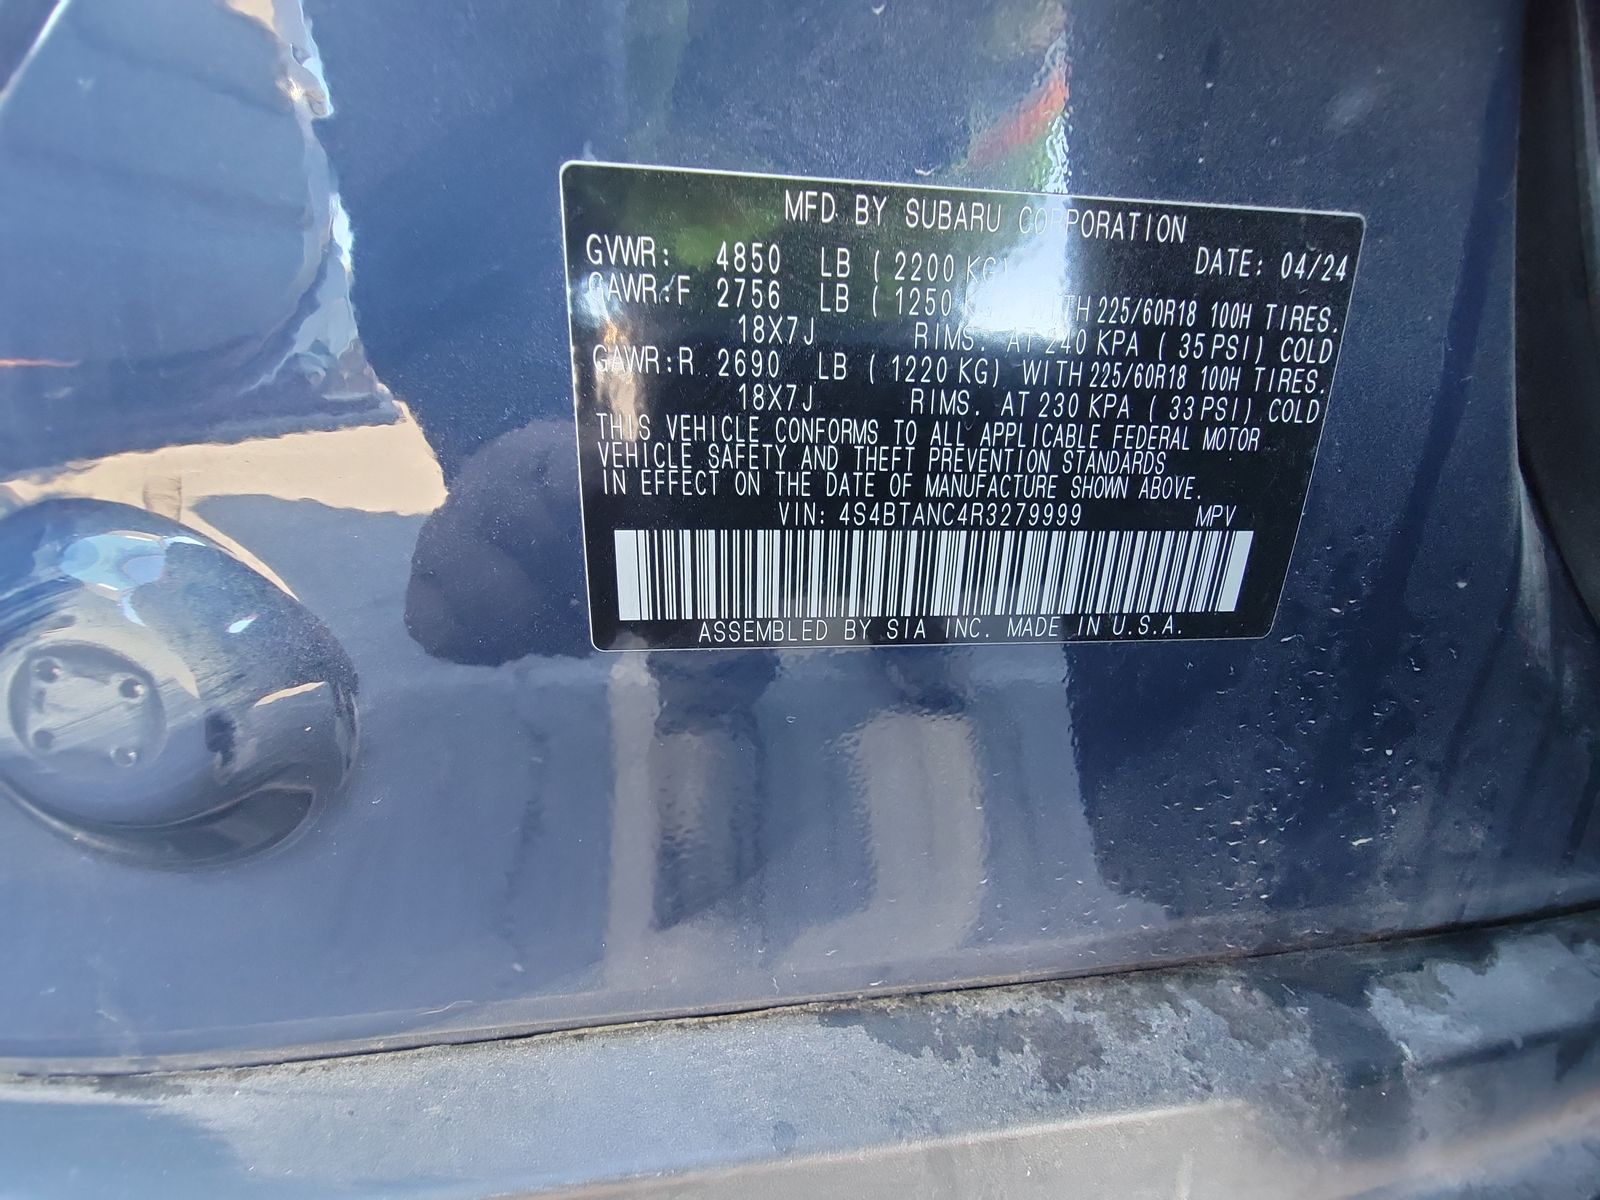 MFD. BY SUBARU CORPORATION
GVWR: 4850 LB ( 2200 KG) DATE: 04/24
GAWR:F 2756 LB ( 1250 KG) WITH 225/60R18 100H TIRES.
18X7J RIMS. AT 240 KPA ( 35 PSI) COLD
GAWR:R 2690 LB ( 1220 KG) WITH 225/60R18 100H TIRES.
18X7J RIMS. AT 230 KPA ( 33 PSI) COLD
THIS VEHICLE CONFORMS TO ALL APPLICABLE FEDERAL MOTOR
VEHICLE SAFETY AND THEFT PREVENTION STANDARDS
IN EFFECT ON THE DATE OF MANUFACTURE SHOWN ABOVE.
VIN: 4S4BTANC4R3279999 MPV
ASSEMBLED BY SIA INC. MADE IN U.S.A.